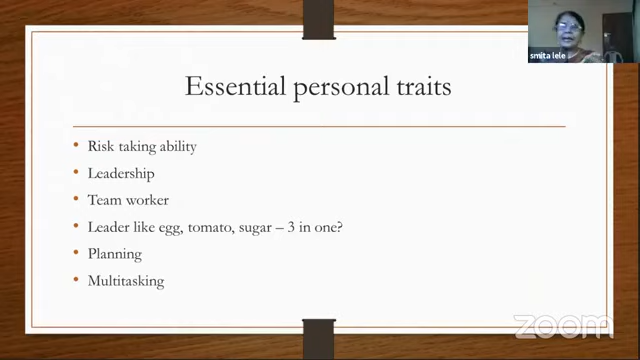 smita lele
Essential personal traits
• Risk taking ability
• Leadership
• Team worker
• Leader like egg, tomato, sugar – 3 in one?
• Planning
• Multitasking
zoom